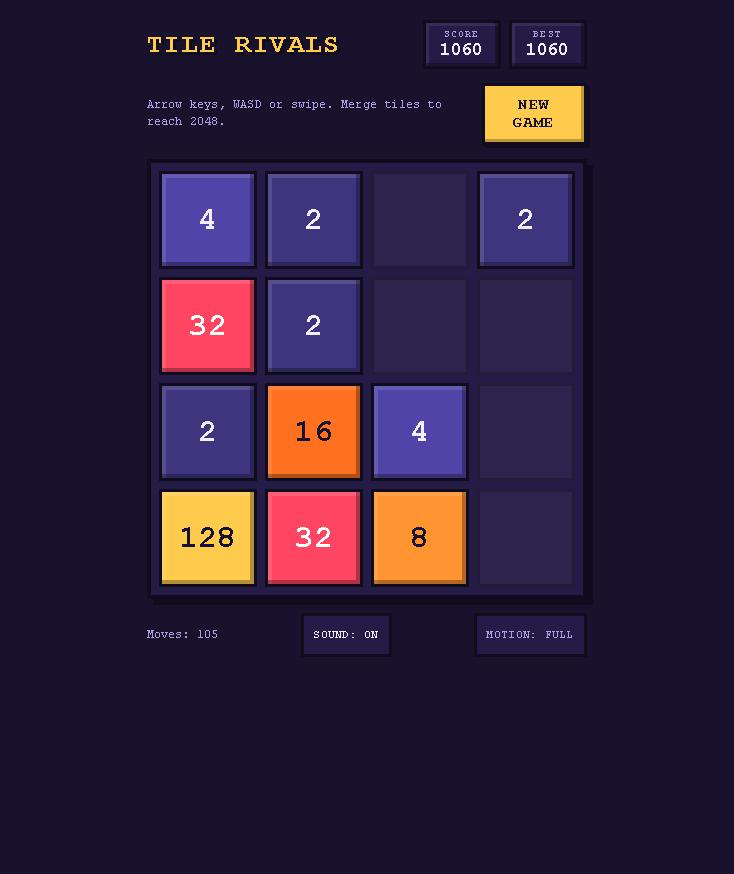 TILE RIVALS
SCORE
1060
BEST
1060
Arrow keys, WASD or swipe. Merge tiles to
reach 2048.
NEW
GAME
4 2 2
32 2
2 16 4
128 32 8
Moves: 105
SOUND: ON
MOTION: FULL